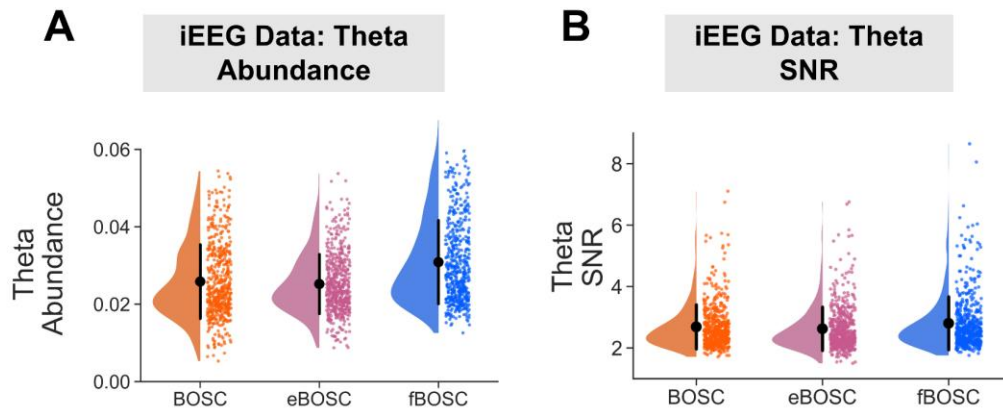 A
iEEG Data: Theta
Abundance
Theta
Abundance
0.06
0.04
0.02
0.00
BOSC
eBOSC
fBOSC
B
iEEG Data: Theta
SNR
Theta
SNR
8
6
4
2
BOSC
eBOSC
fBOSC